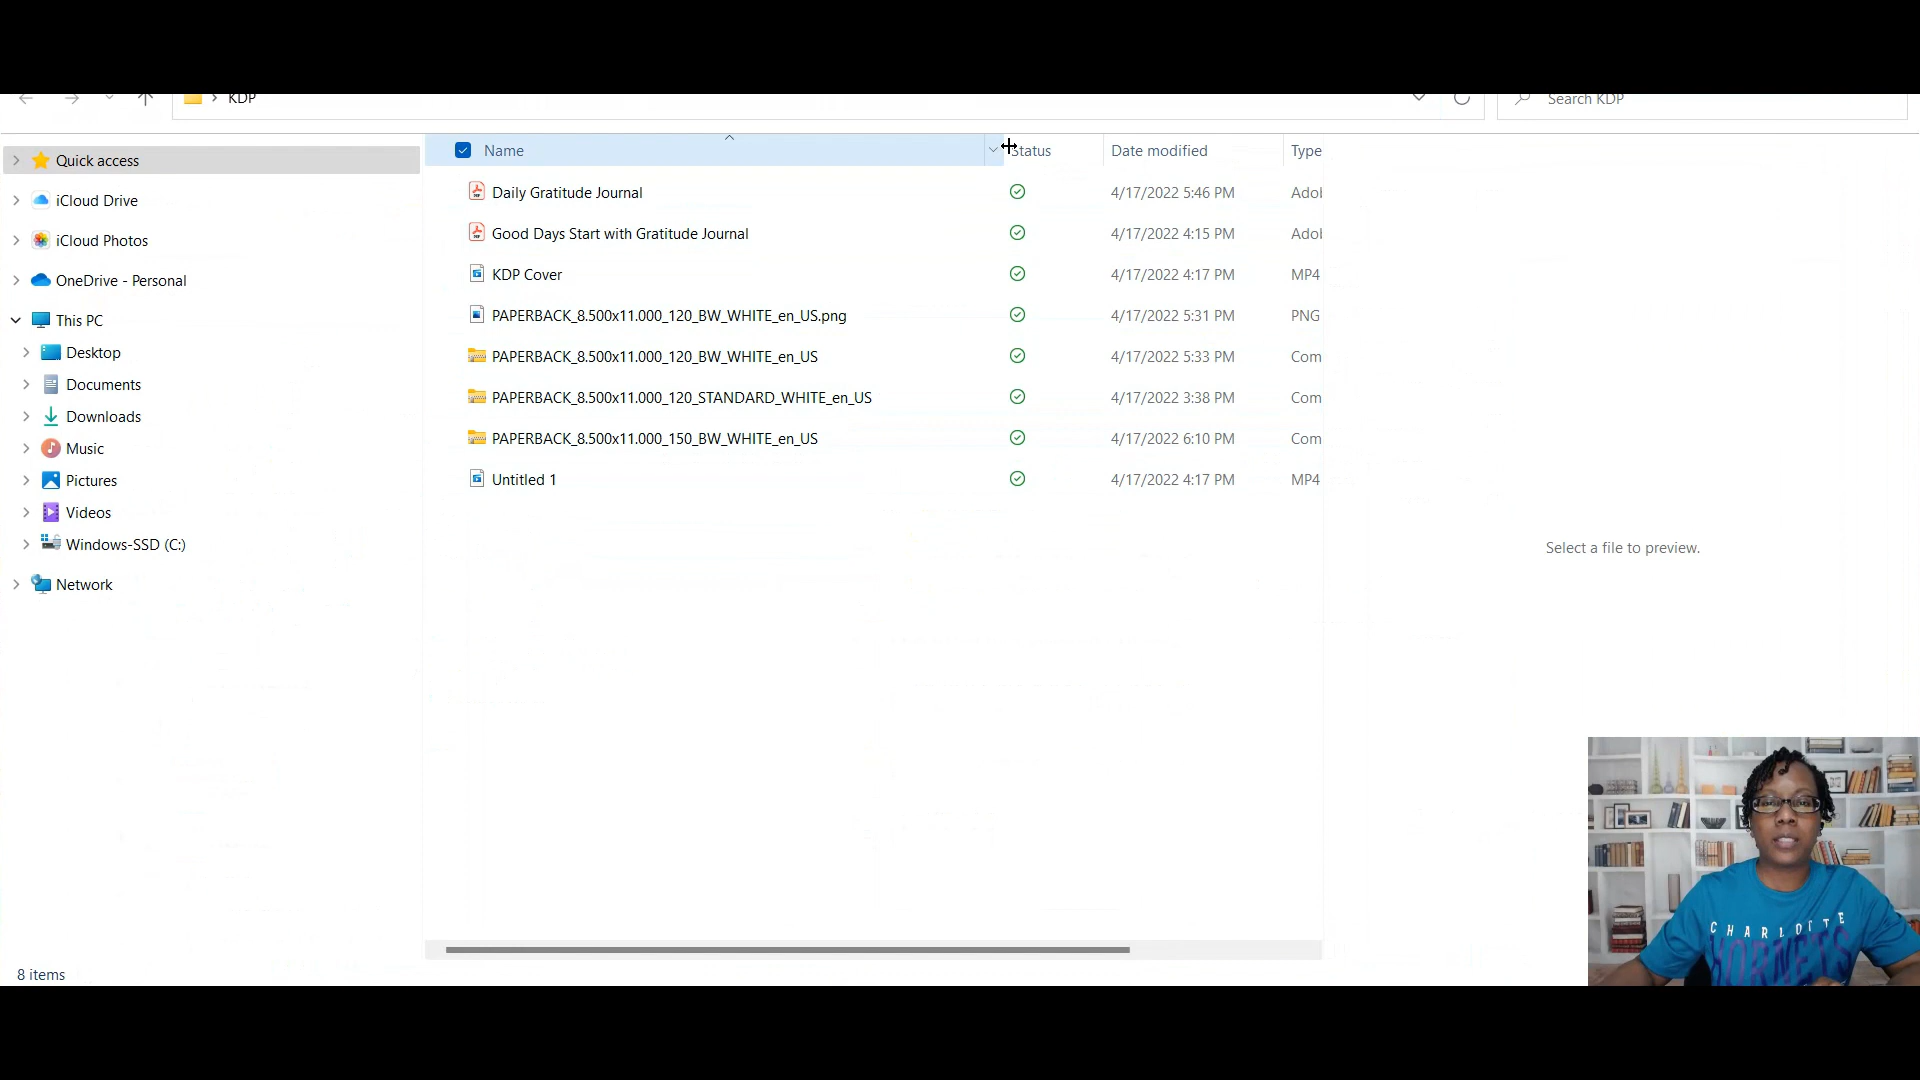 KDP
Search KDP
Quick access
iCloud Drive
iCloud Photos
OneDrive - Personal
This PC
Desktop
Documents
Downloads
Music
Pictures
Videos
Windows-SSD (C:)
Network
Name Status Date modified Type
Daily Gratitude Journal 4/17/2022 5:46 PM Adob
Good Days Start with Gratitude Journal 4/17/2022 4:15 PM Adob
KDP Cover 4/17/2022 4:17 PM MP4
PAPERBACK_8.500x11.000_120_BW_WHITE_en_US.png 4/17/2022 5:31 PM PNG
PAPERBACK_8.500x11.000_120_BW_WHITE_en_US 4/17/2022 5:33 PM Com
PAPERBACK_8.500x11.000_120_STANDARD_WHITE_en_US 4/17/2022 3:38 PM Com
PAPERBACK_8.500x11.000_150_BW_WHITE_en_US 4/17/2022 6:10 PM Com
Untitled 1 4/17/2022 4:17 PM MP4
Select a file to preview.
8 items
CHARLOTTE
HORNETS